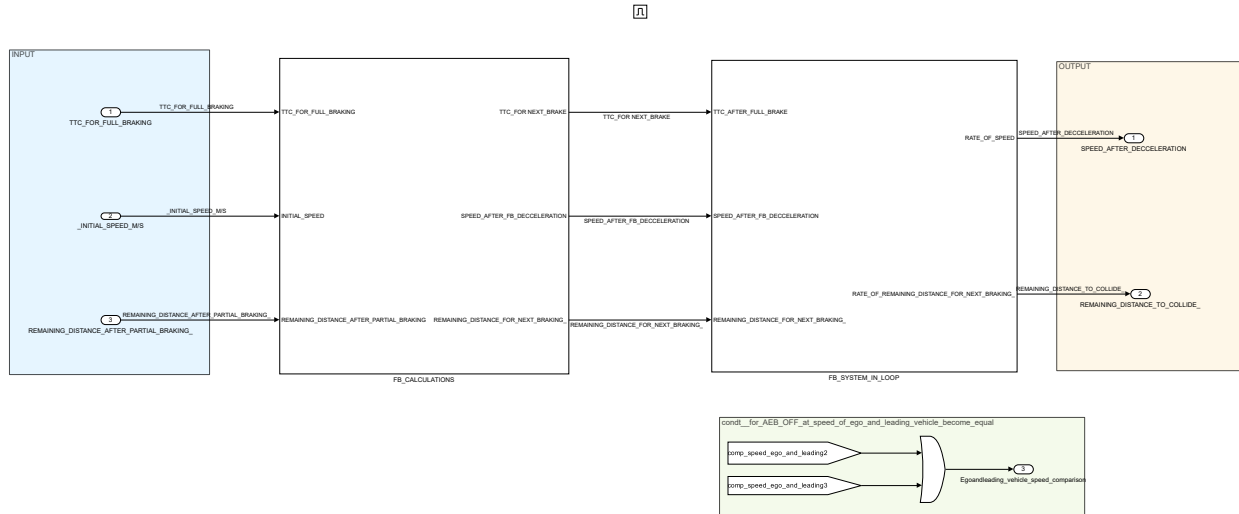 INPUT
1
TTC_FOR_FULL_BRAKING
TTC_FOR_FULL_BRAKING
2
_INITIAL_SPEED_M/S
_INITIAL_SPEED_M/S
3
REMAINING_DISTANCE_AFTER_PARTIAL_BRAKING_
REMAINING_DISTANCE_AFTER_PARTIAL_BRAKING_
TTC_FOR_FULL_BRAKING
INITIAL_SPEED
REMAINING_DISTANCE_AFTER_PARTIAL_BRAKING
TTC_FOR NEXT_BRAKE
SPEED_AFTER_FB_DECCELERATION
REMAINING_DISTANCE_FOR_NEXT_BRAKING_
FB_CALCULATIONS
TTC_FOR NEXT_BRAKE
SPEED_AFTER_FB_DECCELERATION
REMAINING_DISTANCE_FOR_NEXT_BRAKING_
TTC_AFTER_FULL_BRAKE
SPEED_AFTER_FB_DECCELERATION
REMAINING_DISTANCE_FOR_NEXT_BRAKING_
RATE_OF_SPEED
RATE_OF_REMAINING_DISTANCE_FOR_NEXT_BRAKING_
FB_SYSTEM_IN_LOOP
OUTPUT
SPEED_AFTER_DECCELERATION
1
SPEED_AFTER_DECCELERATION
REMAINING_DISTANCE_TO_COLLIDE_
2
REMAINING_DISTANCE_TO_COLLIDE_
condt__for_AEB_OFF_at_speed_of_ego_and_leading_vehicle_become_equal
comp_speed_ego_and_leading2
comp_speed_ego_and_leading3
3
Egoandleading_vehicle_speed_comparison